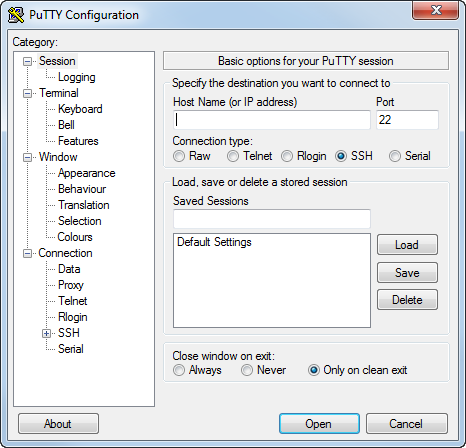 PuTTY Configuration
Category:
Session
Logging
Terminal
Keyboard
Bell
Features
Window
Appearance
Behaviour
Translation
Selection
Colours
Connection
Data
Proxy
Telnet
Rlogin
SSH
Serial
Basic options for your PuTTY session
Specify the destination you want to connect to
Host Name (or IP address) Port
22
Connection type:
Raw Telnet Rlogin SSH Serial
Load, save or delete a stored session
Saved Sessions
Default Settings
Load
Save
Delete
Close window on exit:
Always Never Only on clean exit
About Open Cancel